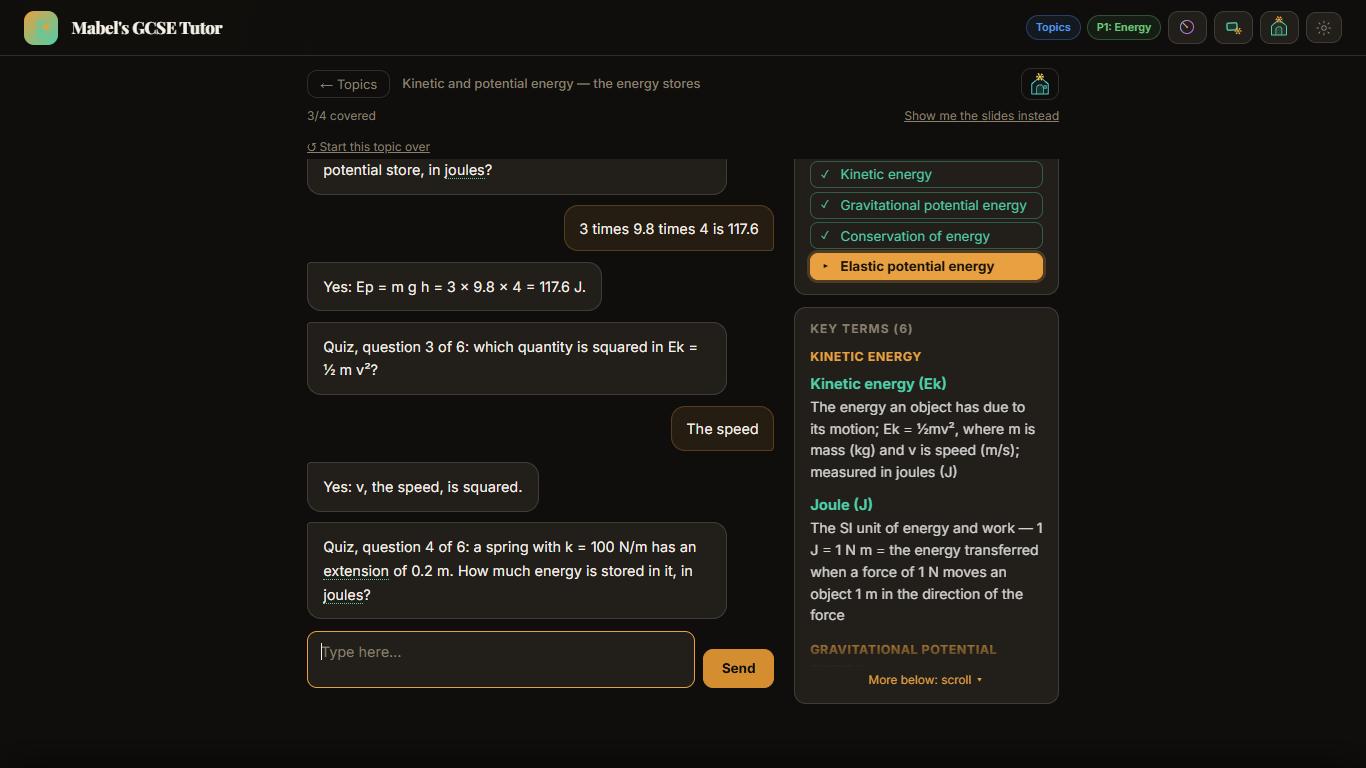 Mabel's GCSE Tutor
Topics
P1: Energy
← Topics
Kinetic and potential energy — the energy stores
3/4 covered
Show me the slides instead
↺ Start this topic over
potential store, in joules?
3 times 9.8 times 4 is 117.6
Yes: Ep = m g h = 3 × 9.8 × 4 = 117.6 J.
Quiz, question 3 of 6: which quantity is squared in Ek =
½ m v²?
The speed
Yes: v, the speed, is squared.
Quiz, question 4 of 6: a spring with k = 100 N/m has an
extension of 0.2 m. How much energy is stored in it, in
joules?
Type here...
Send
✓ Kinetic energy
✓ Gravitational potential energy
✓ Conservation of energy
▸ Elastic potential energy
KEY TERMS (6)
KINETIC ENERGY
Kinetic energy (Ek)
The energy an object has due to
its motion; Ek = ½mv², where m is
mass (kg) and v is speed (m/s);
measured in joules (J)
Joule (J)
The SI unit of energy and work — 1
J = 1 N m = the energy transferred
when a force of 1 N moves an
object 1 m in the direction of the
force
GRAVITATIONAL POTENTIAL
More below: scroll ▾